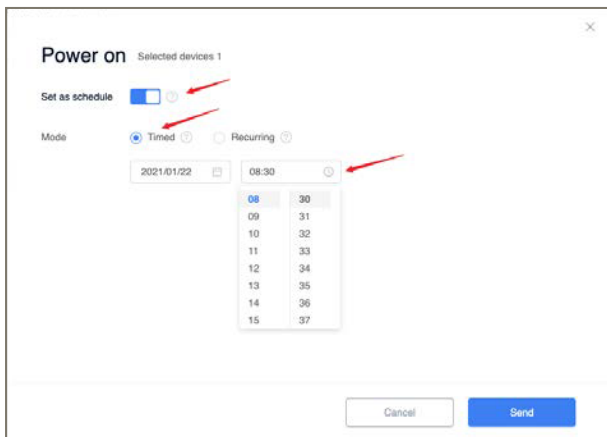 Power on Selected devices 1
Set as schedule
Mode Timed Recurring
2021/01/22 08:30
08 30
09 31
10 32
11 33
12 34
13 35
14 36
15 37
Cancel Send